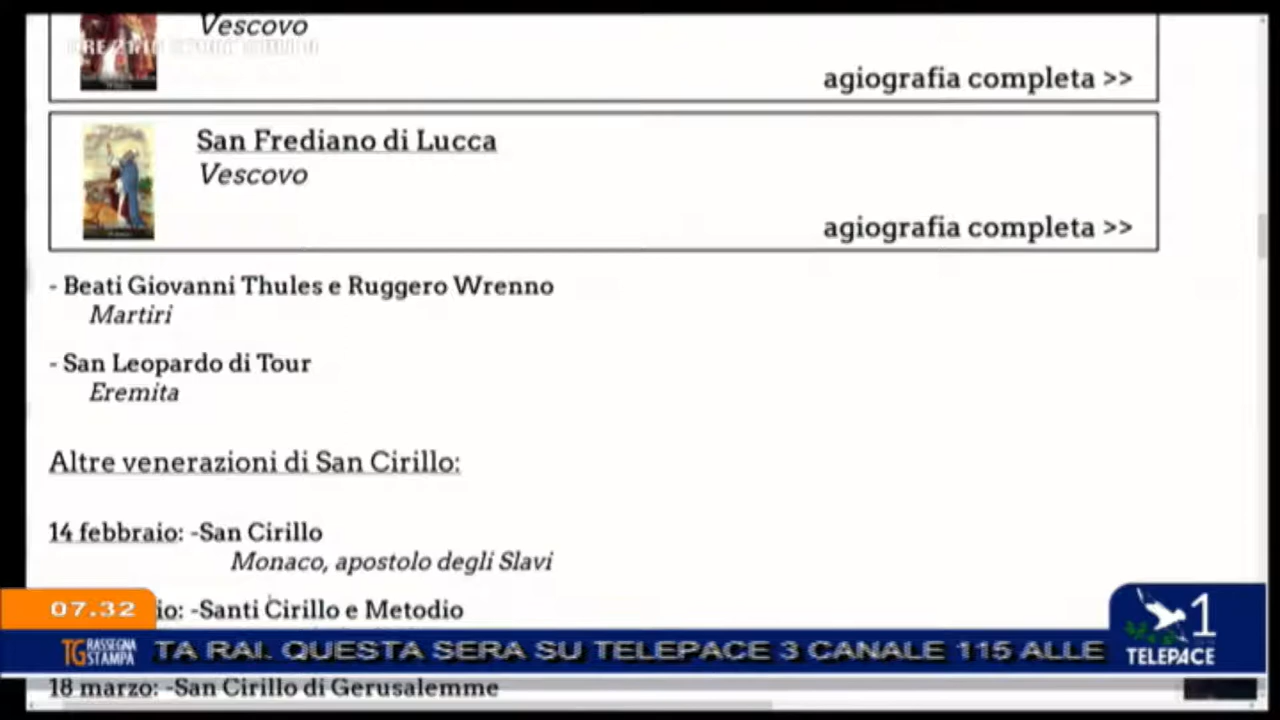 Vescovo
agiografia completa >>
San Frediano di Lucca
Vescovo
agiografia completa >>
- Beati Giovanni Thules e Ruggero Wrenno
Martiri
- San Leopardo di Tour
Eremita
Altre venerazioni di San Cirillo:
14 febbraio: -San Cirillo
Monaco, apostolo degli Slavi
07.32
io: -Santi Cirillo e Metodio
1
TG RASSEGNA STAMPA
TA RAI. QUESTA SERA SU TELEPACE 3 CANALE 115 ALLE
TELEPACE
18 marzo: -San Cirillo di Gerusalemme